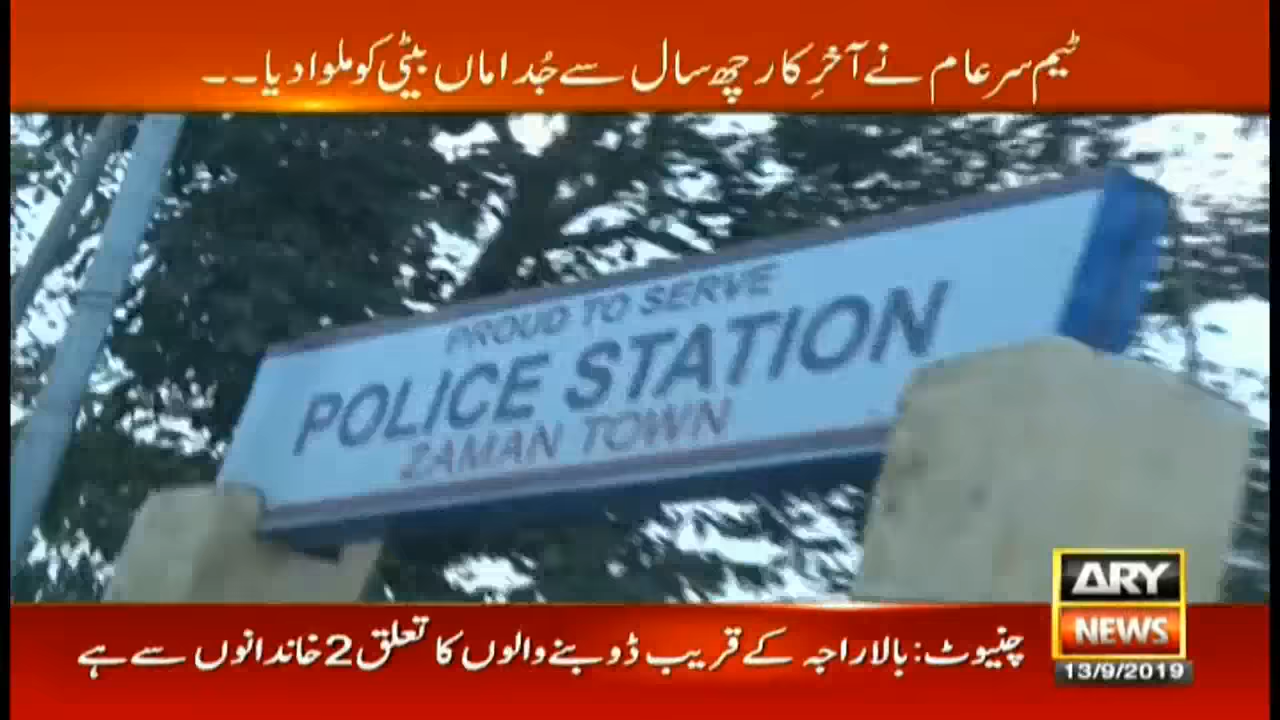 ٹیم سرعام نے آخرِ کار چھ سال سے جُدا ماں بیٹی کو ملوا دیا۔۔
PROUD TO SERVE
POLICE STATION
ZAMAN TOWN
ARY
NEWS
چنیوٹ: بالا راجہ کے قریب ڈوبنے والوں کا تعلق 2 خاندانوں سے ہے
13/9/2019